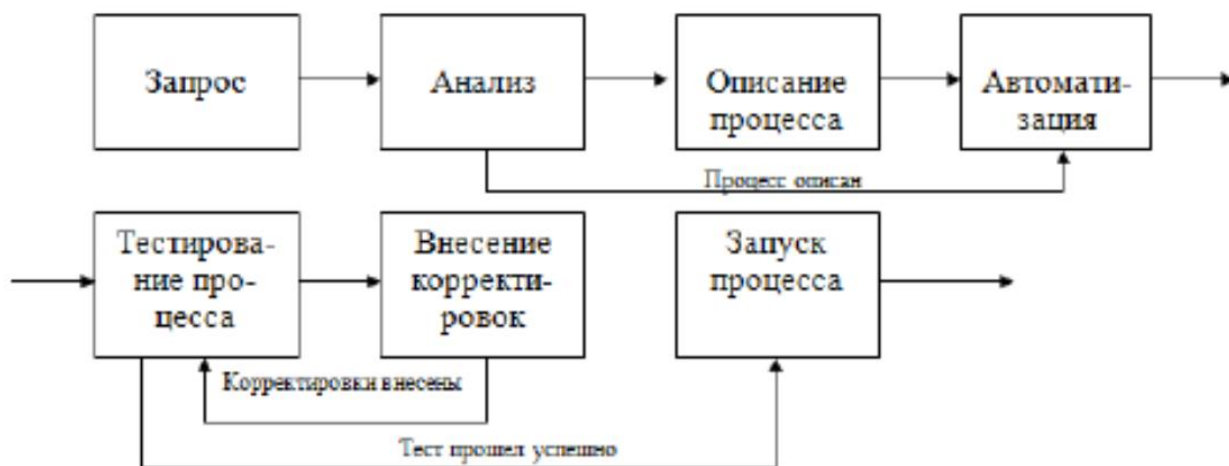 Запрос
Анализ
Описание
процесса
Автомати-
зация
Процесс описан
Тестирова-
ние про-
цесса
Внесение
корректи-
ровок
Запуск
процесса
Корректировки внесены
Тест прошел успешно